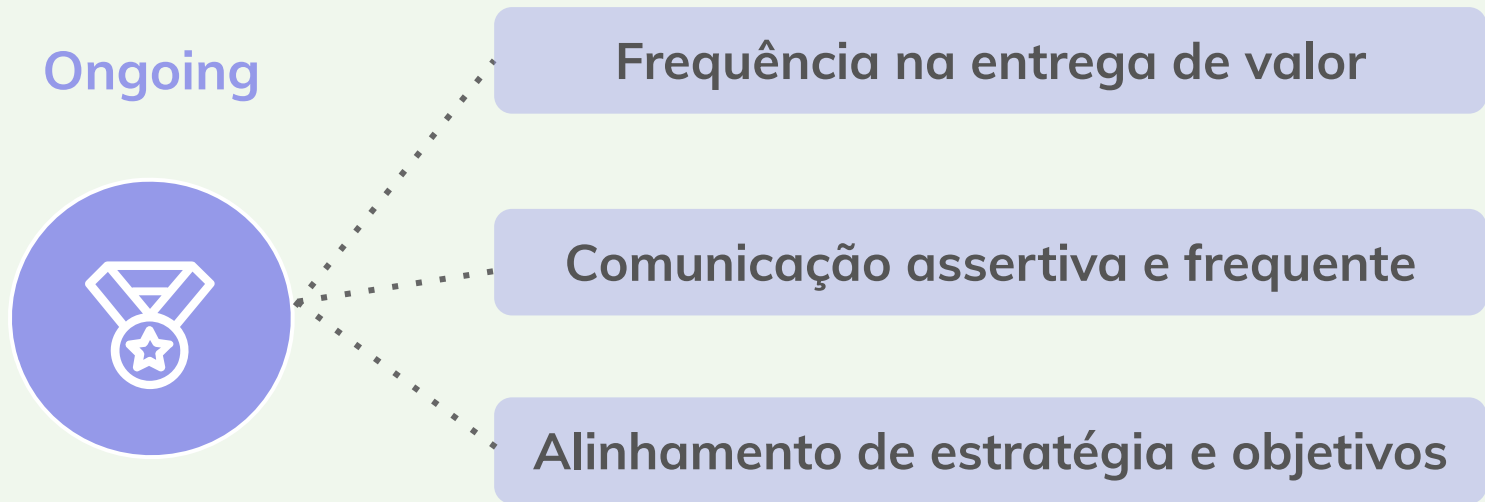 Ongoing
Frequência na entrega de valor
Comunicação assertiva e frequente
Alinhamento de estratégia e objetivos